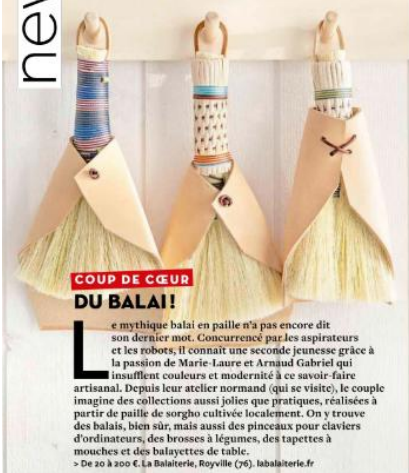 new
COUP DE CŒUR
DU BALAI !
Le mythique balai en paille n'a pas encore dit
son dernier mot. Concurrencé par les aspirateurs
et les robots, il connaît une seconde jeunesse grâce à
la passion de Marie-Laure et Arnaud Gabriel qui
insufflent couleurs et modernité à ce savoir-faire
artisanal. Depuis leur atelier normand (qui se visite), le couple
imagine des collections aussi jolies que pratiques, réalisées à
partir de paille de sorgho cultivée localement. On y trouve
des balais, bien sûr, mais aussi des pinceaux pour claviers
d'ordinateurs, des brosses à légumes, des tapettes à
mouches et des balayettes de table.
> De 20 à 200 €. La Balaiterie, Royville (76). labalaiterie.fr